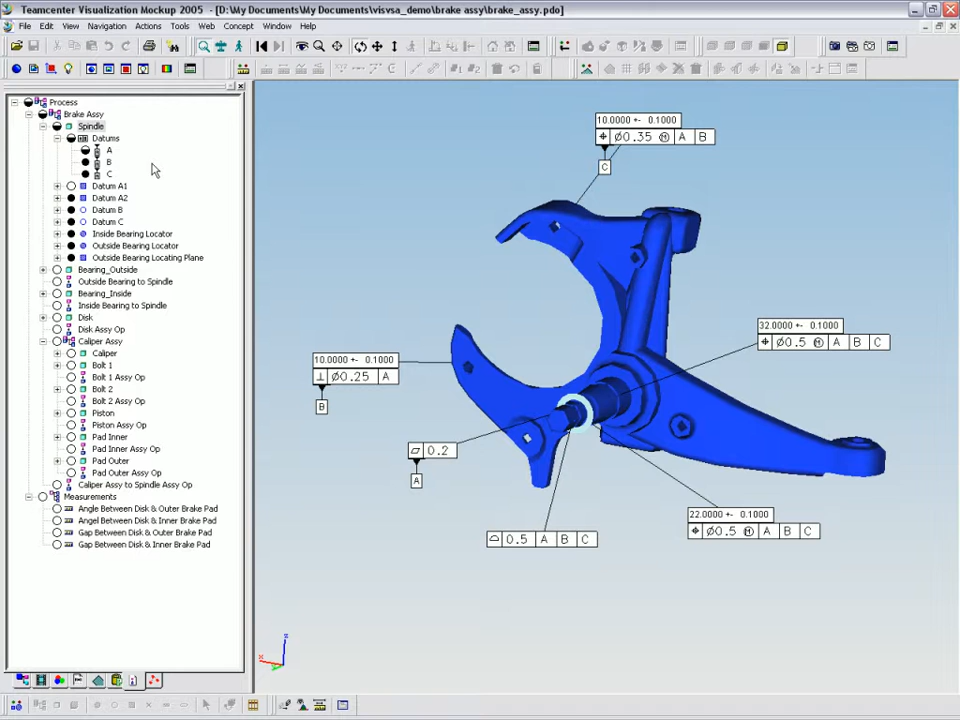 Teamcenter Visualization Mockup 2005 - [D:\My Documents\My Documents\visvsa_demo\brake assy\brake_assy.pdo]
File Edit View Navigation Actions Tools Web Concept Window Help
Process
Brake Assy
Spindle
Datums
A
B
C
Datum A1
Datum A2
Datum B
Datum C
Inside Bearing Locator
Outside Bearing Locator
Outside Bearing Locating Plane
Bearing_Outside
Outside Bearing to Spindle
Bearing_Inside
Inside Bearing to Spindle
Disk
Disk Assy Op
Caliper Assy
Caliper
Bolt 1
Bolt 1 Assy Op
Bolt 2
Bolt 2 Assy Op
Piston
Piston Assy Op
Pad Inner
Pad Inner Assy Op
Pad Outer
Pad Outer Assy Op
Caliper Assy to Spindle Assy Op
Measurements
Angle Between Disk & Outer Brake Pad
Angel Between Disk & Inner Brake Pad
Gap Between Disk & Outer Brake Pad
Gap Between Disk & Inner Brake Pad
10.0000 +- 0.1000
⌖ Ø0.35 Ⓜ A B
C
32.0000 +- 0.1000
⌖ Ø0.5 Ⓜ A B C
10.0000 +- 0.1000
⊥ Ø0.25 A
B
⏥ 0.2
A
22.0000 +- 0.1000
⌖ Ø0.5 Ⓜ A B C
⌓ 0.5 A B C